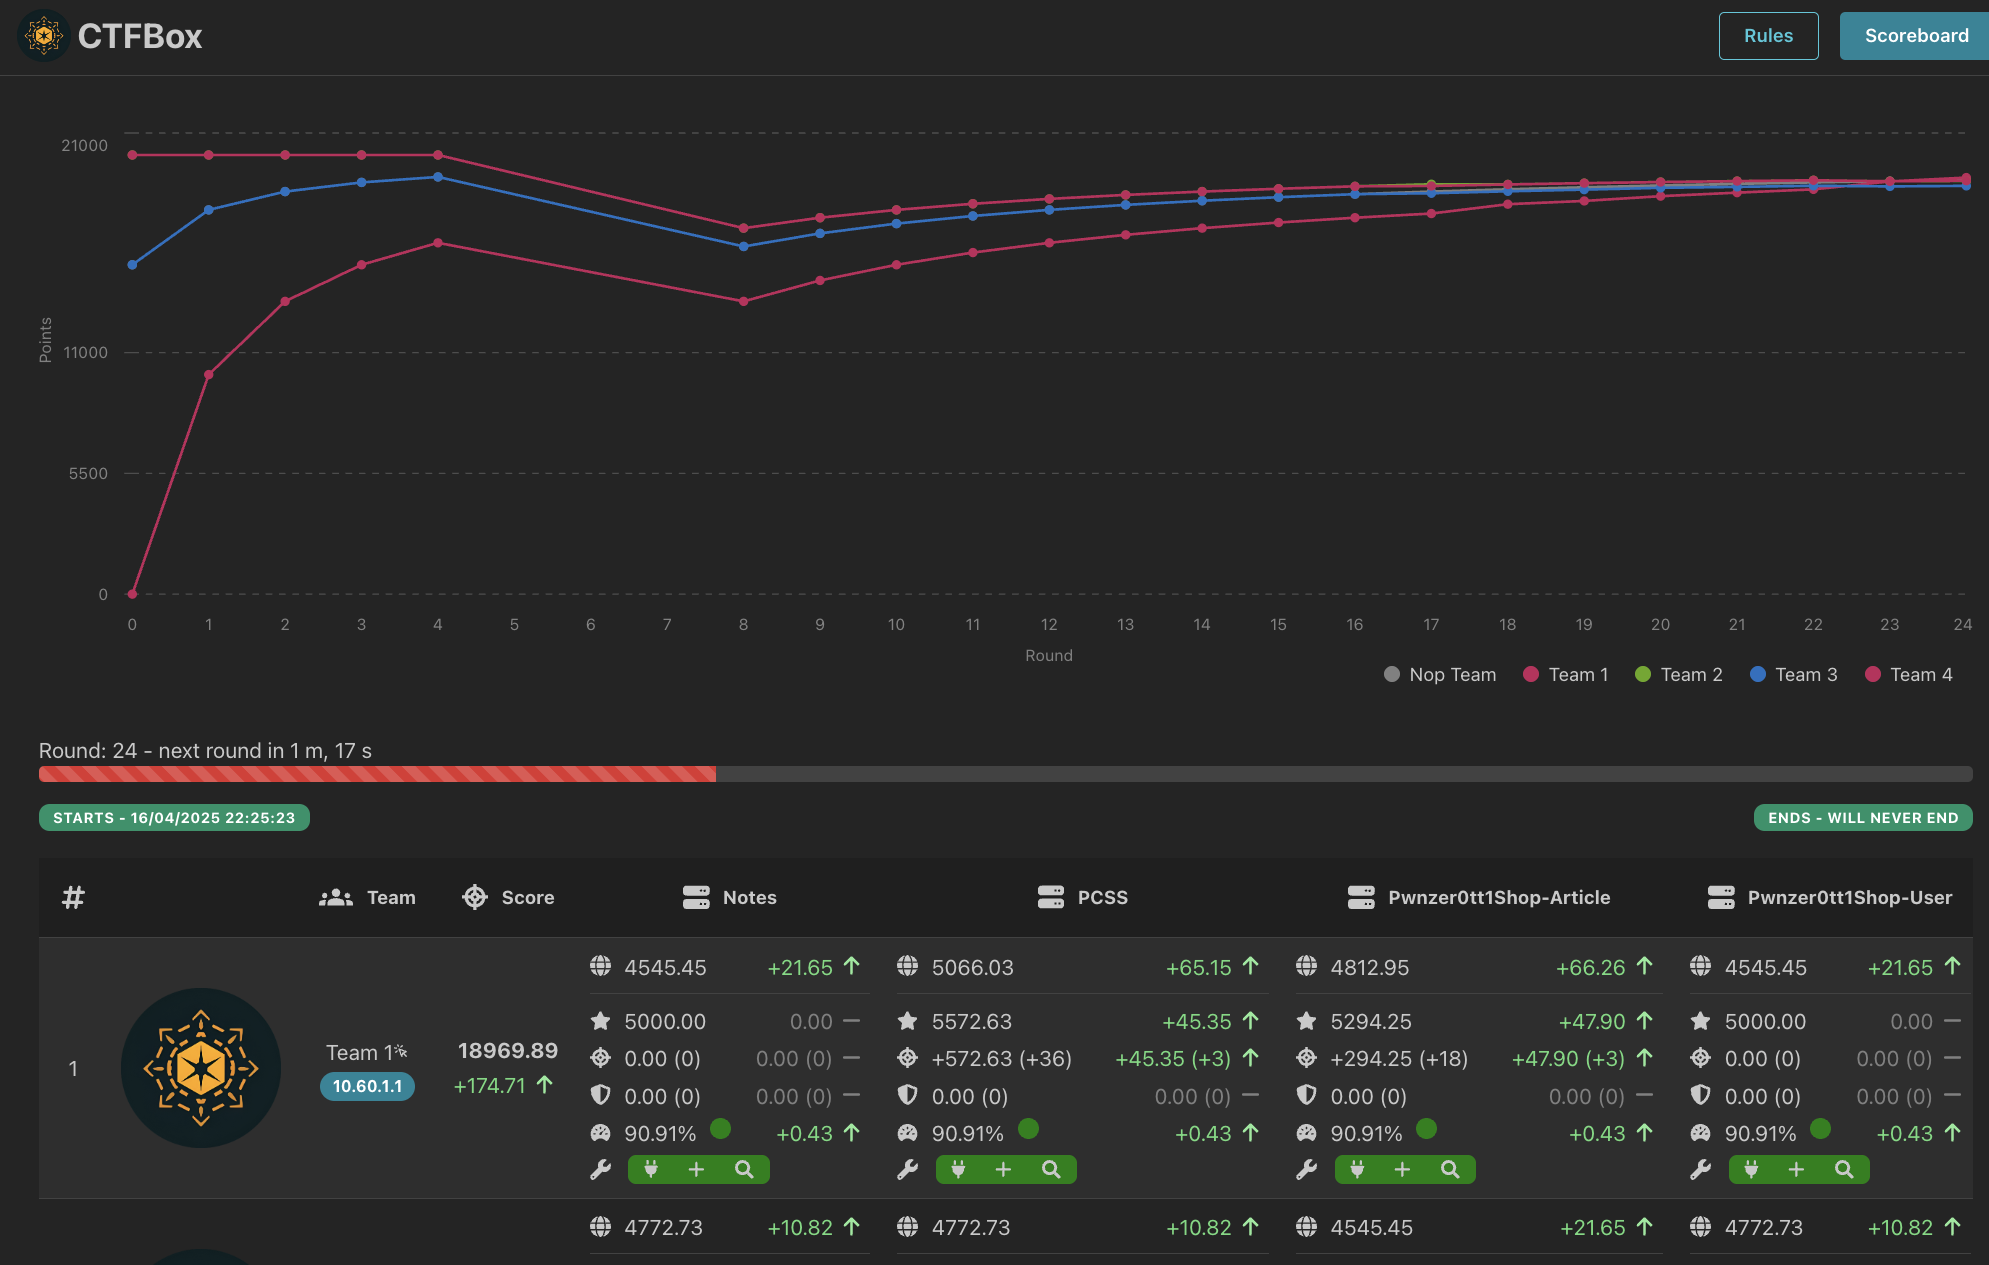 CTFBox
Rules
Scoreboard
21000
11000
5500
0
Points
0 1 2 3 4 5 6 7 8 9 10 11 12 13 14 15 16 17 18 19 20 21 22 23 24
Round
Nop Team Team 1 Team 2 Team 3 Team 4
Round: 24 - next round in 1 m, 17 s
STARTS - 16/04/2025 22:25:23
ENDS - WILL NEVER END
# Team Score Notes PCSS Pwnzer0tt1Shop-Article Pwnzer0tt1Shop-User
4545.45 +21.65 5066.03 +65.15 4812.95 +66.26 4545.45 +21.65
5000.00 0.00 5572.63 +45.35 5294.25 +47.90 5000.00 0.00
1 Team 1 18969.89 0.00 (0) 0.00 (0) +572.63 (+36) +45.35 (+3) +294.25 (+18) +47.90 (+3) 0.00 (0) 0.00 (0)
10.60.1.1 +174.71 0.00 (0) 0.00 (0) 0.00 (0) 0.00 (0) 0.00 (0) 0.00 (0) 0.00 (0) 0.00 (0)
90.91% +0.43 90.91% +0.43 90.91% +0.43 90.91% +0.43
4772.73 +10.82 4772.73 +10.82 4545.45 +21.65 4772.73 +10.82